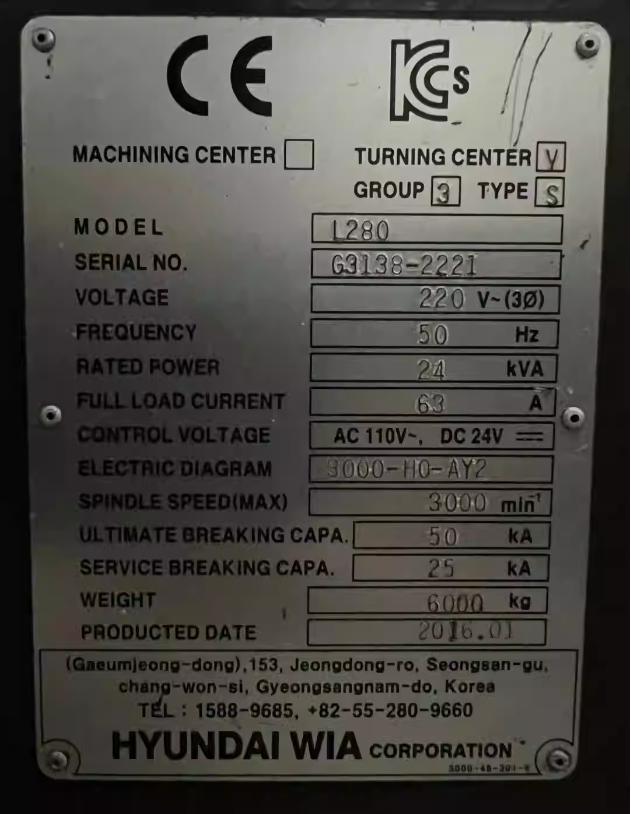 CE KCs
MACHINING CENTER TURNING CENTER V
GROUP 3 TYPE S
MODEL L280
SERIAL NO. G3138-2221
VOLTAGE 220 V~(3Ø)
FREQUENCY 50 Hz
RATED POWER 24 kVA
FULL LOAD CURRENT 63 A
CONTROL VOLTAGE AC 110V~, DC 24V ⎓
ELECTRIC DIAGRAM 9000-H0-AY2
SPINDLE SPEED(MAX) 3000 min⁻¹
ULTIMATE BREAKING CAPA. 50 kA
SERVICE BREAKING CAPA. 25 kA
WEIGHT 6000 kg
PRODUCTED DATE 2016.01
(Gaeumjeong-dong),153, Jeongdong-ro, Seongsan-gu,
chang-won-si, Gyeongsangnam-do, Korea
TEL : 1588-9685, +82-55-280-9660
HYUNDAI WIA CORPORATION